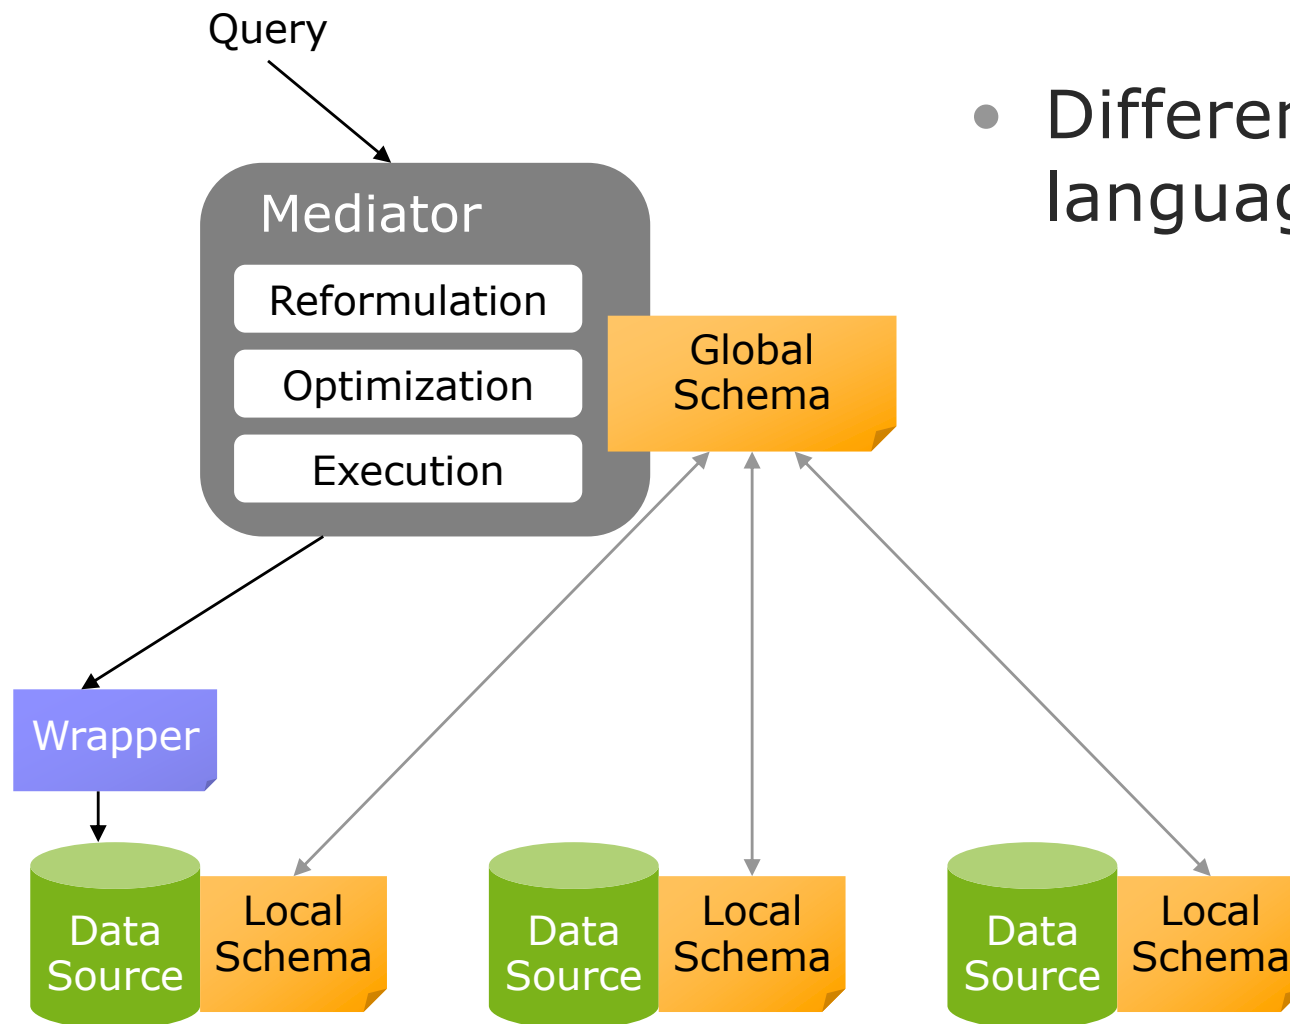 Query
Mediator
Reformulation
Optimization
Execution
Global
Schema
Wrapper
Data
Source
Local
Schema
Data
Source
Local
Schema
Data
Source
Local
Schema